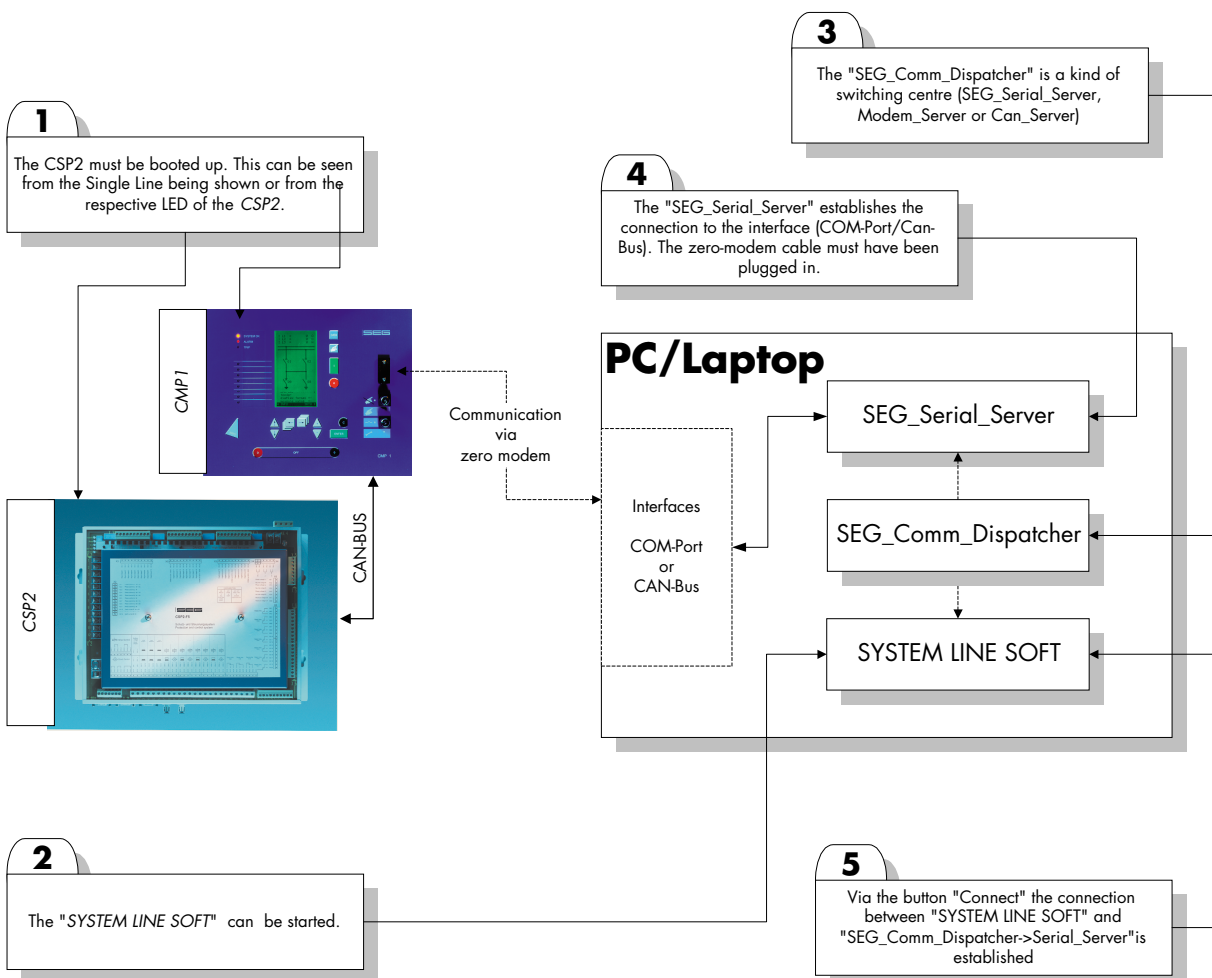 3
The "SEG_Comm_Dispatcher" is a kind of
switching centre (SEG_Serial_Server,
Modem_Server or Can_Server)
1
The CSP2 must be booted up. This can be seen
from the Single Line being shown or from the
respective LED of the CSP2.
4
The "SEG_Serial_Server" establishes the
connection to the interface (COM-Port/Can-
Bus). The zero-modem cable must have been
plugged in.
CMP1
SEG
OFF
CMP 1
Communication
via
zero modem
PC/Laptop
SEG_Serial_Server
Interfaces
COM-Port
or
CAN-Bus
SEG_Comm_Dispatcher
SYSTEM LINE SOFT
CAN-BUS
CSP2
2
The "SYSTEM LINE SOFT" can be started.
5
Via the button "Connect" the connection
between "SYSTEM LINE SOFT" and
"SEG_Comm_Dispatcher->Serial_Server"is
established